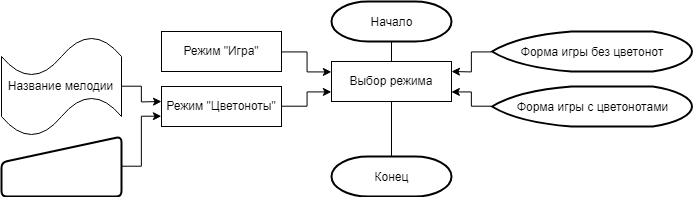 Начало
Режим "Игра"
Форма игры без цветонот
Название мелодии
Выбор режима
Режим "Цветоноты"
Форма игры с цветонотами
Конец